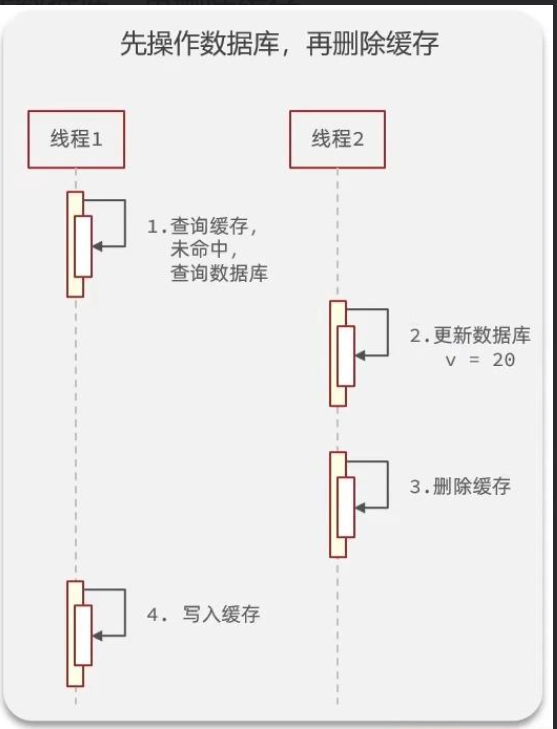 先操作数据库，再删除缓存
线程1
线程2
1.查询缓存，
未命中，
查询数据库
2.更新数据库
v = 20
3.删除缓存
4. 写入缓存